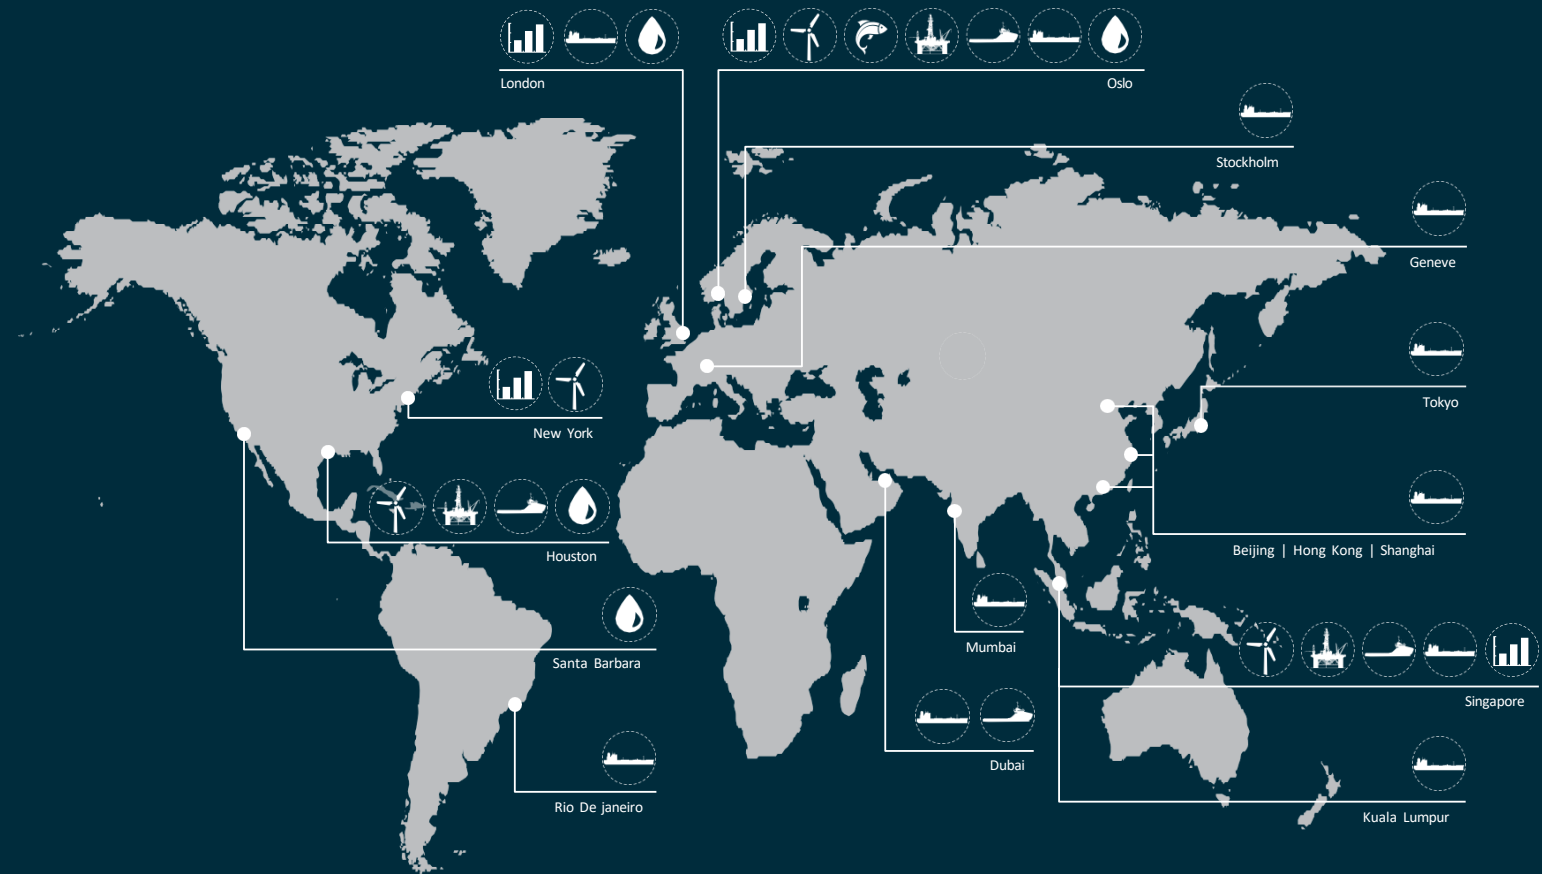 London
Oslo
Stockholm
Geneve
Tokyo
New York
Beijing | Hong Kong | Shanghai
Houston
Mumbai
Santa Barbara
Singapore
Dubai
Rio De janeiro
Kuala Lumpur